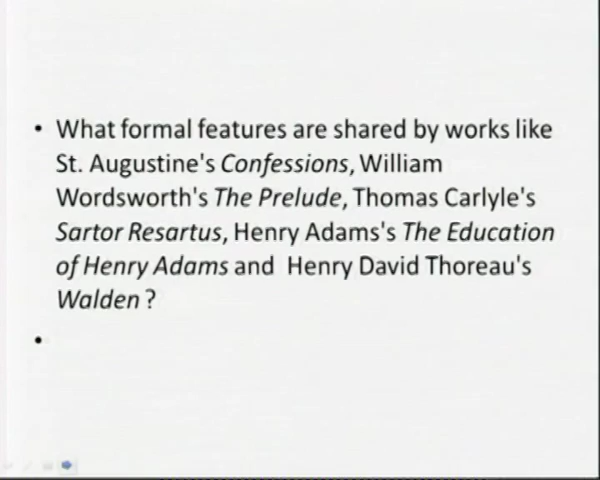 • What formal features are shared by works like
St. Augustine's Confessions, William
Wordsworth's The Prelude, Thomas Carlyle's
Sartor Resartus, Henry Adams's The Education
of Henry Adams and Henry David Thoreau's
Walden ?
•